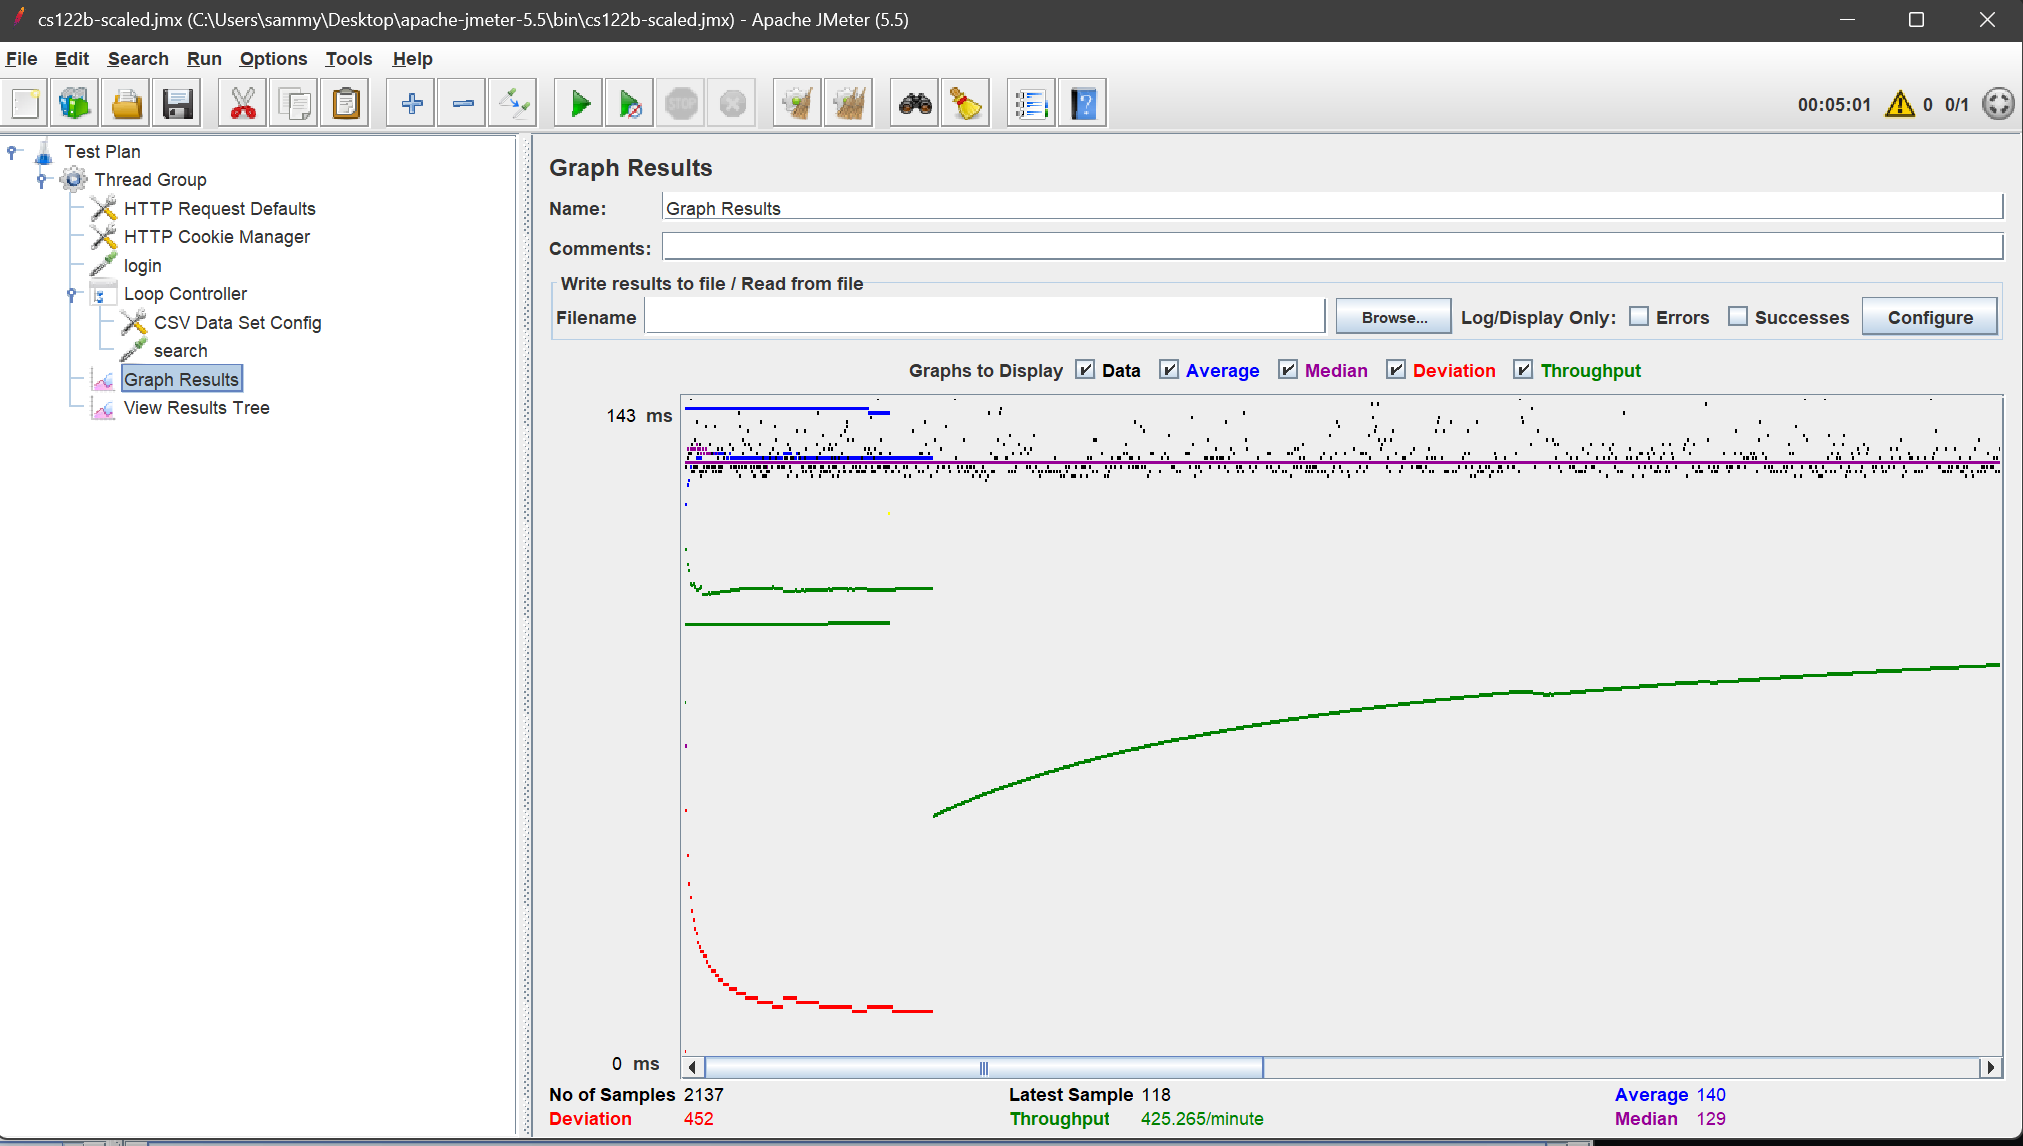 cs122b-scaled.jmx (C:\Users\sammy\Desktop\apache-jmeter-5.5\bin\cs122b-scaled.jmx) - Apache JMeter (5.5)
File Edit Search Run Options Tools Help
STOP
00:05:01 0 0/1
Test Plan
Thread Group
HTTP Request Defaults
HTTP Cookie Manager
login
Loop Controller
CSV Data Set Config
search
Graph Results
View Results Tree
Graph Results
Name: Graph Results
Comments:
Write results to file / Read from file
Filename Browse... Log/Display Only: Errors Successes Configure
Graphs to Display Data Average Median Deviation Throughput
143 ms
0 ms
No of Samples 2137 Latest Sample 118 Average 140
Deviation 452 Throughput 425.265/minute Median 129